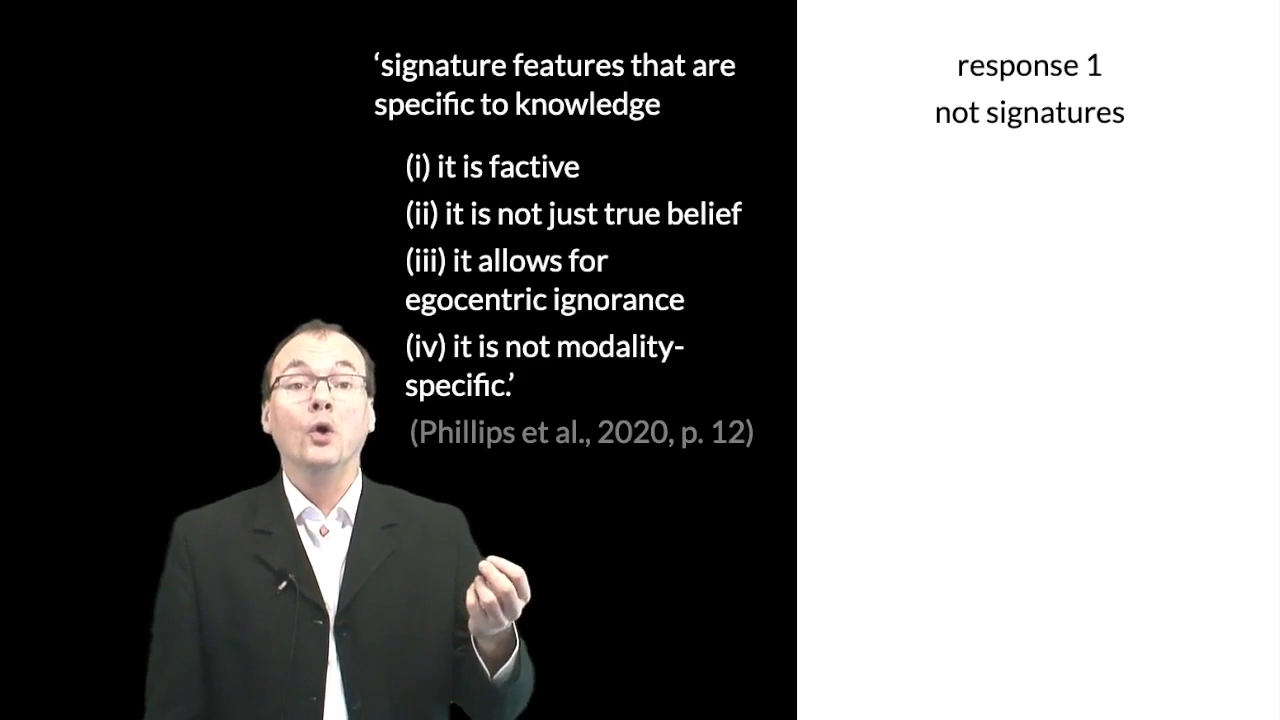 ‘signature features that are
specific to knowledge
(i) it is factive
(ii) it is not just true belief
(iii) it allows for
egocentric ignorance
(iv) it is not modality-
specific.’
(Phillips et al., 2020, p. 12)
response 1
not signatures